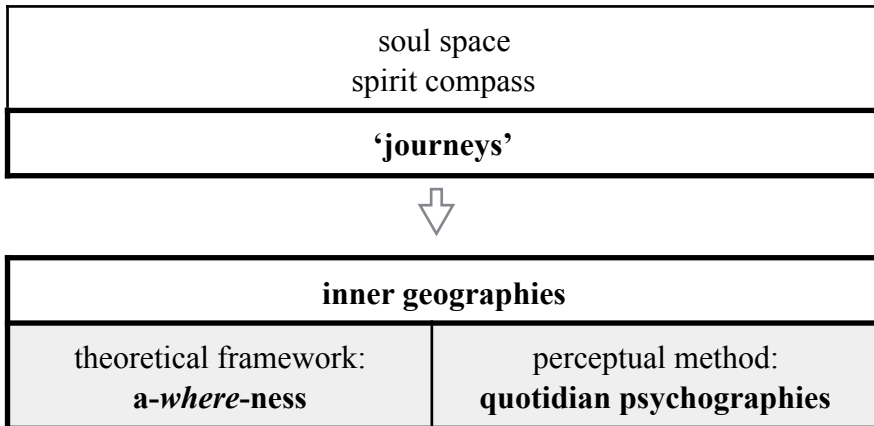 soul space
spirit compass
‘journeys’
inner geographies
theoretical framework:
a-where-ness
perceptual method:
quotidian psychographies